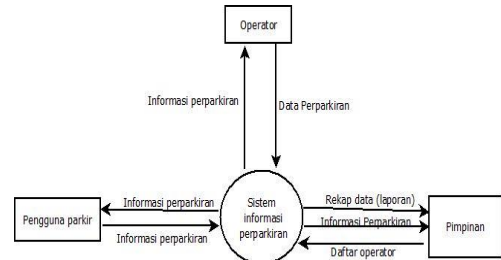 Operator
Informasi perparkiran
Data Perparkiran
Pengguna parkir
Informasi perparkiran
Informasi perparkiran
Sistem
informasi
perparkiran
Rekap data (laporan)
Informasi Perparkiran
Daftar operator
Pimpinan